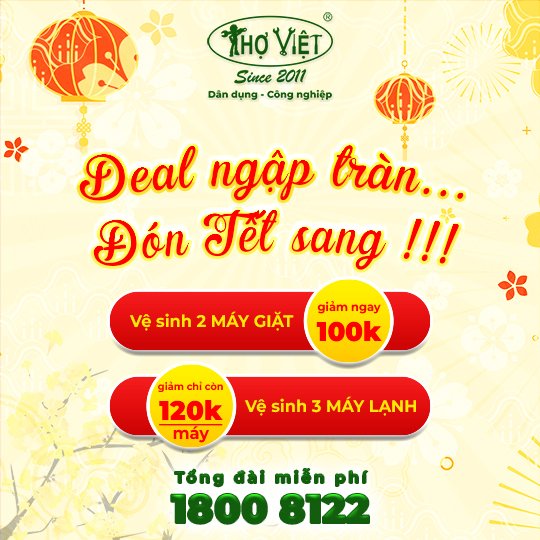 THỢ VIỆT ®
Since 2011
Dân dụng - Công nghiệp
Deal ngập tràn...
Đón Tết sang !!!
Vệ sinh 2 MÁY GIẶT
giảm ngay
100k
giảm chỉ còn
120k
máy
Vệ sinh 3 MÁY LẠNH
Tổng đài miễn phí
1800 8122